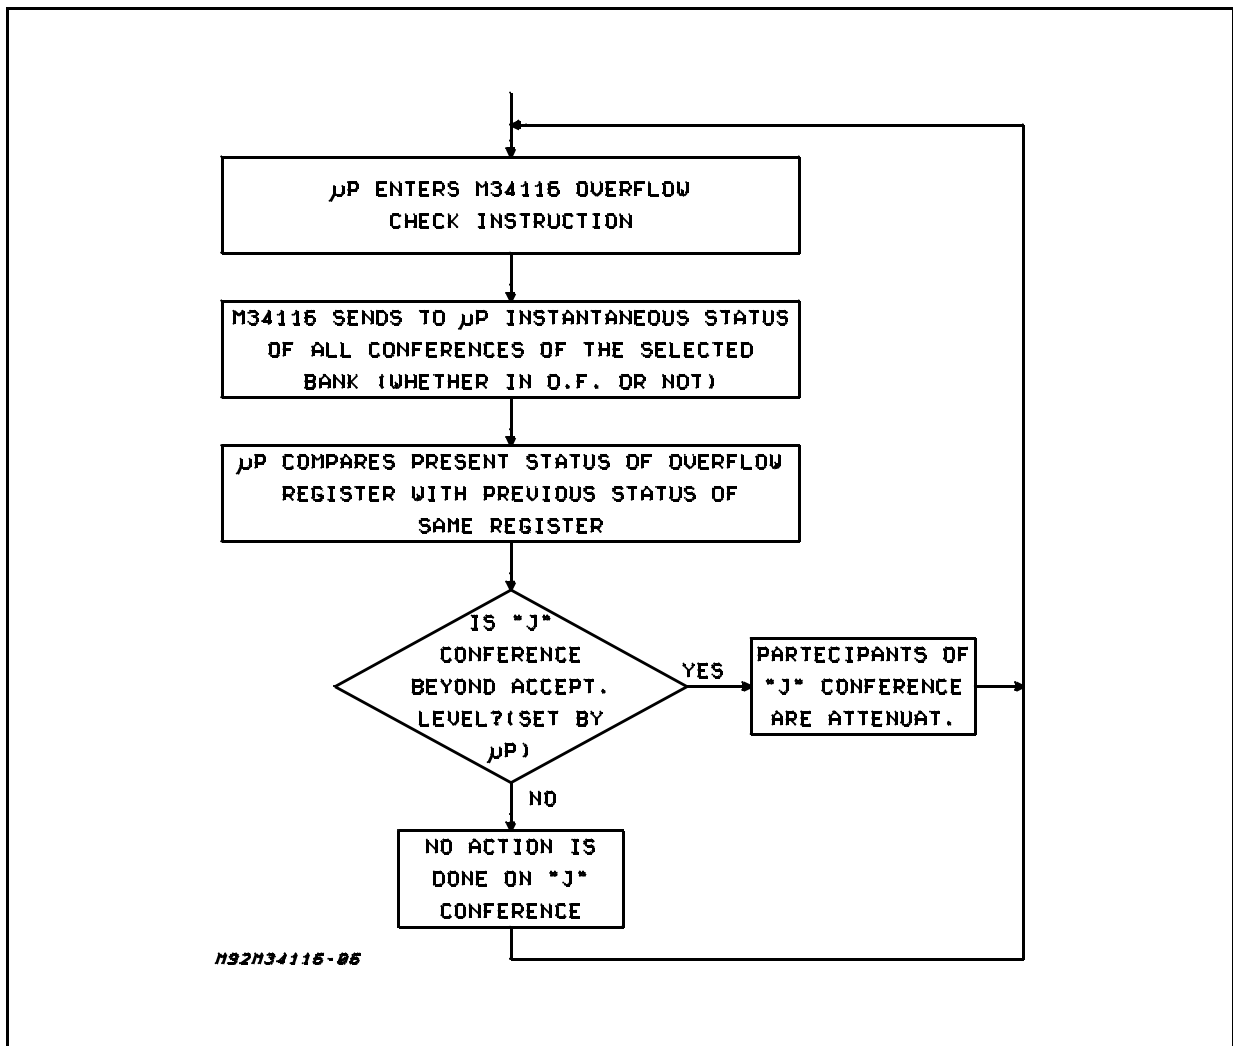 µP ENTERS M34116 OVERFLOW
CHECK INSTRUCTION
M34116 SENDS TO µP INSTANTANEOUS STATUS
OF ALL CONFERENCES OF THE SELECTED
BANK (WHETHER IN O.F. OR NOT)
µP COMPARES PRESENT STATUS OF OVERFLOW
REGISTER WITH PREVIOUS STATUS OF
SAME REGISTER
IS "J"
CONFERENCE
BEYOND ACCEPT.
LEVEL?(SET BY
µP)
YES
PARTECIPANTS OF
"J" CONFERENCE
ARE ATTENUAT.
NO
NO ACTION IS
DONE ON "J"
CONFERENCE
M92M34116-06